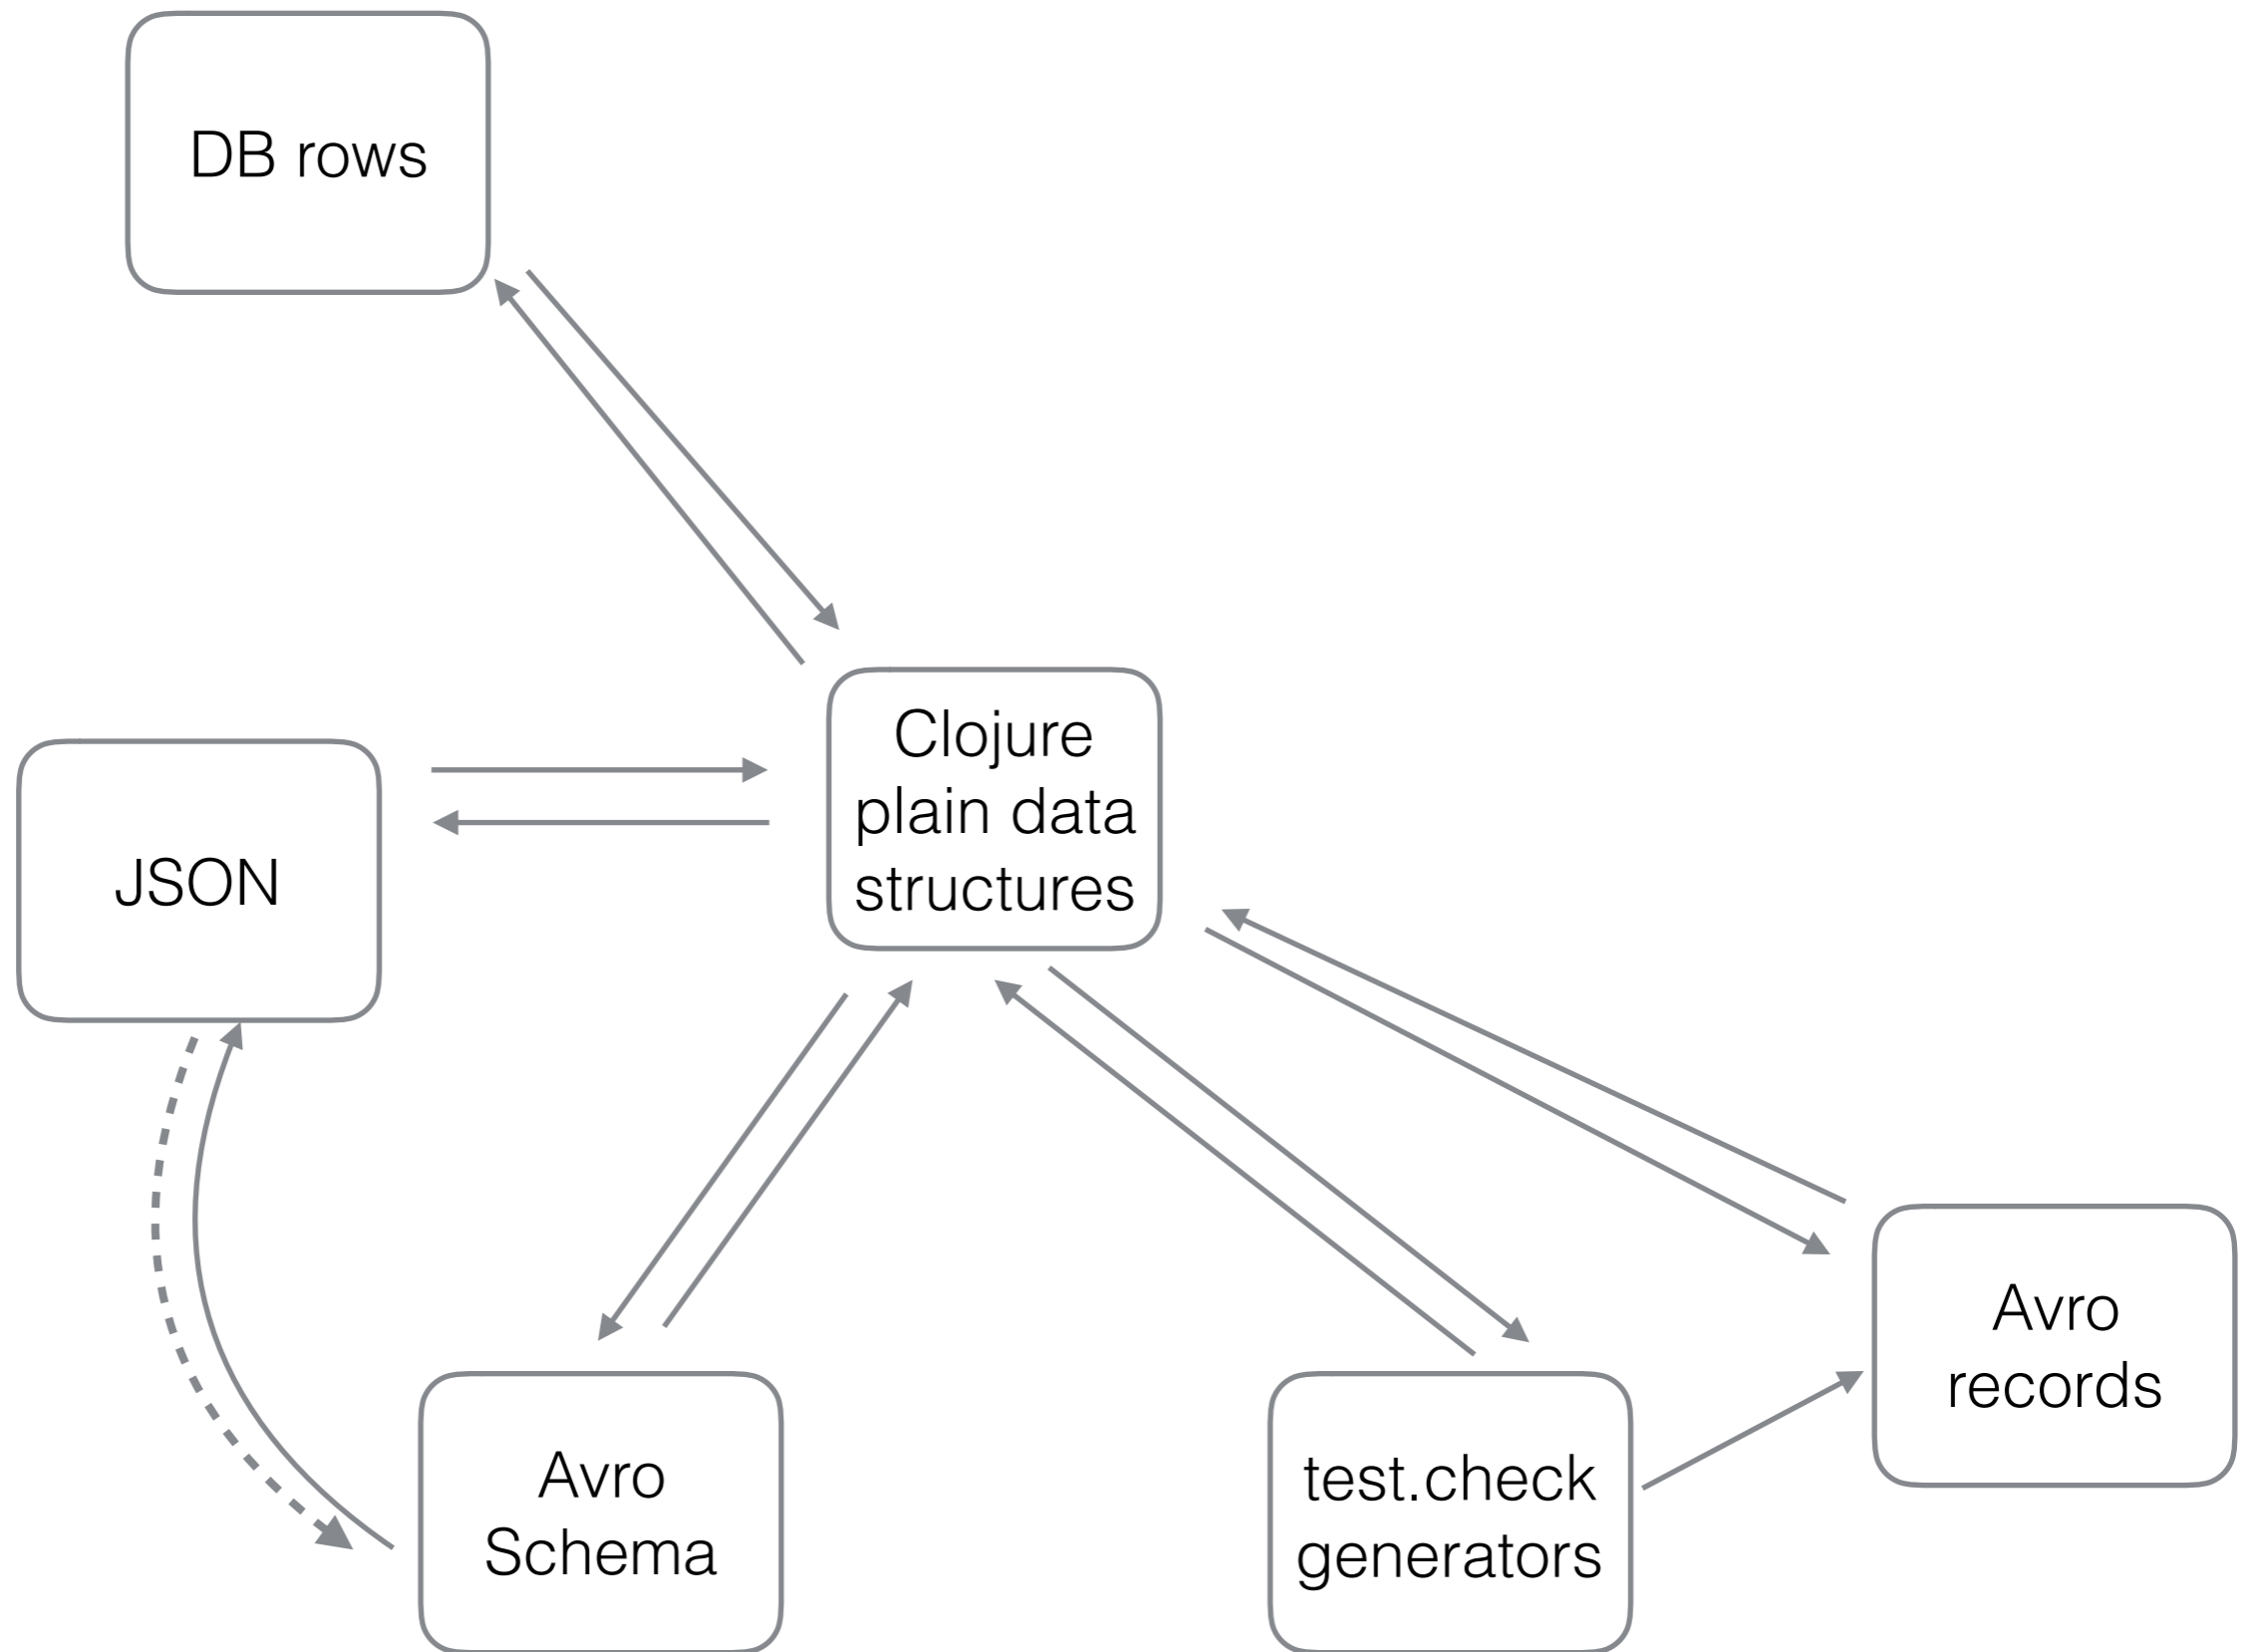 DB rows
Clojure
plain data
structures
JSON
Avro
records
Avro
Schema
test.check
generators